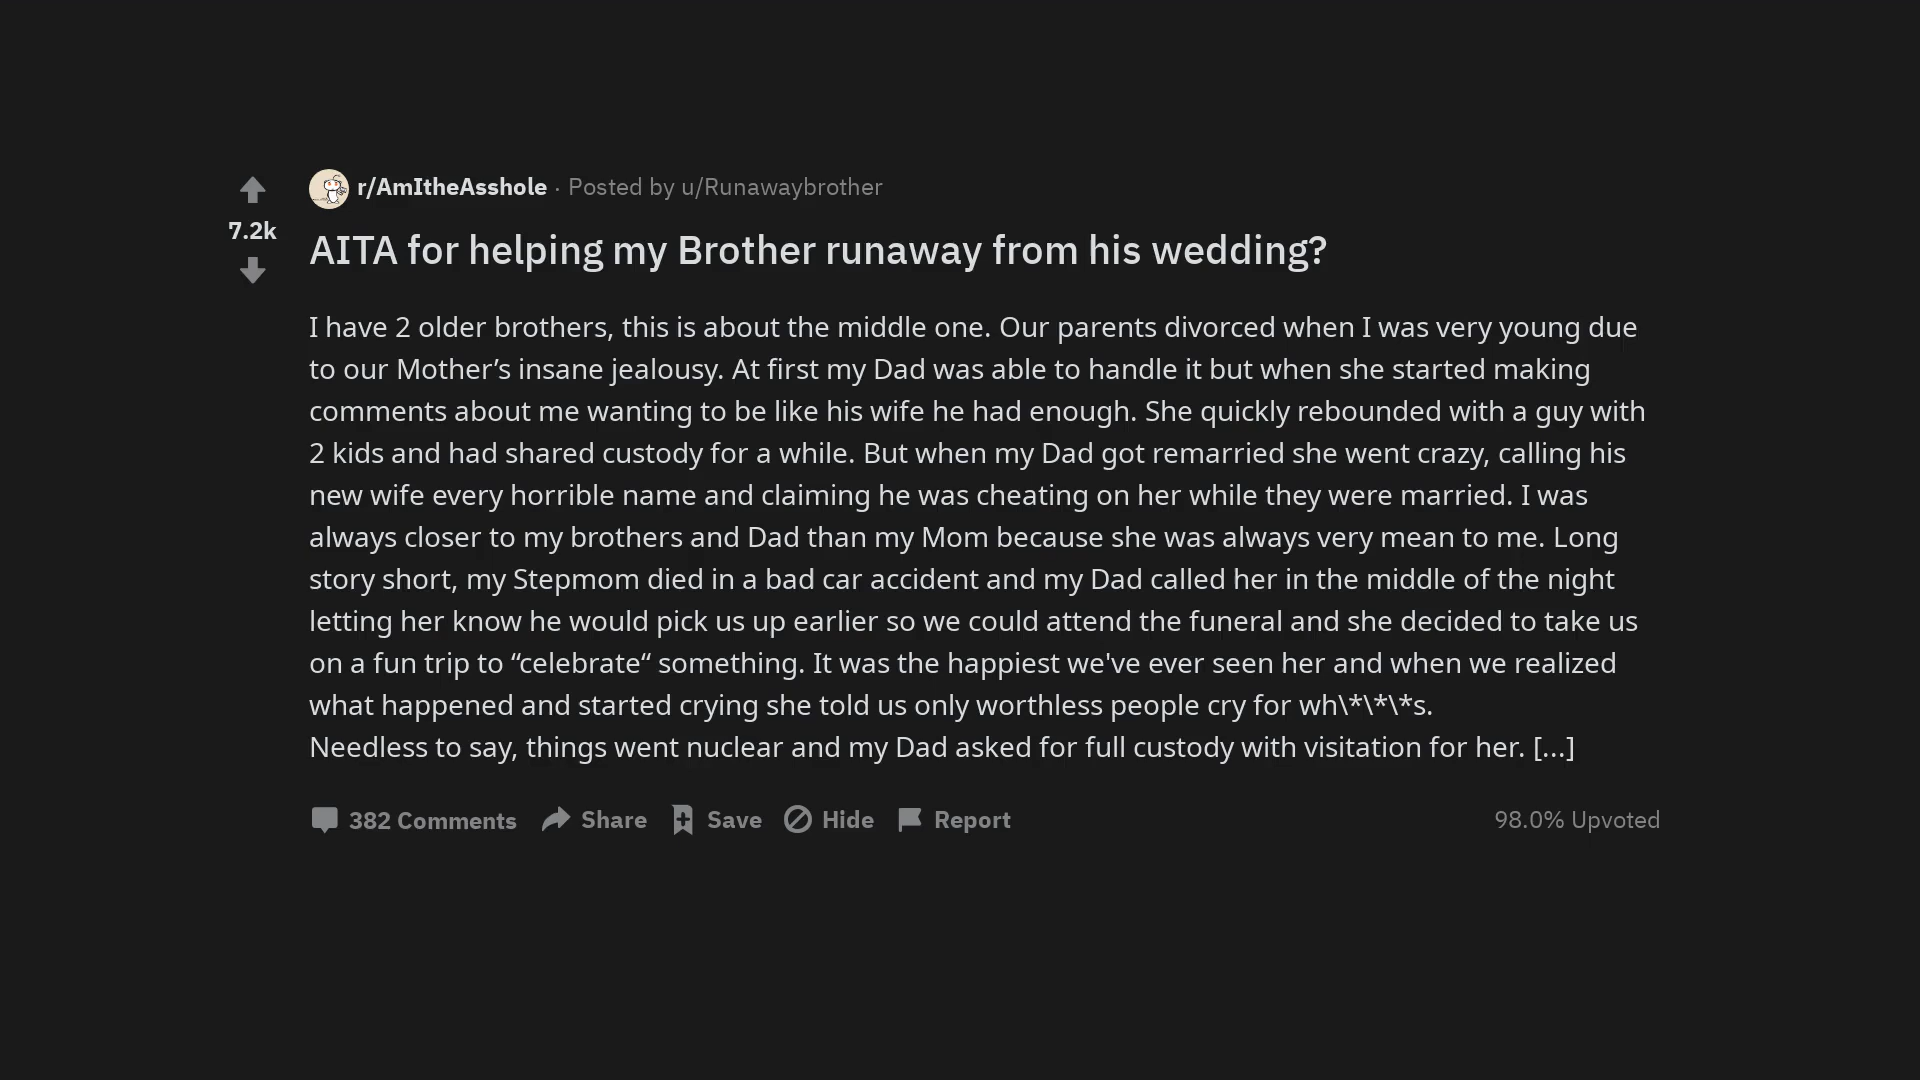 r/AmItheAsshole · Posted by u/Runawaybrother
7.2k
AITA for helping my Brother runaway from his wedding?
I have 2 older brothers, this is about the middle one. Our parents divorced when I was very young due
to our Mother’s insane jealousy. At first my Dad was able to handle it but when she started making
comments about me wanting to be like his wife he had enough. She quickly rebounded with a guy with
2 kids and had shared custody for a while. But when my Dad got remarried she went crazy, calling his
new wife every horrible name and claiming he was cheating on her while they were married. I was
always closer to my brothers and Dad than my Mom because she was always very mean to me. Long
story short, my Stepmom died in a bad car accident and my Dad called her in the middle of the night
letting her know he would pick us up earlier so we could attend the funeral and she decided to take us
on a fun trip to “celebrate“ something. It was the happiest we've ever seen her and when we realized
what happened and started crying she told us only worthless people cry for wh\*\*\*s.
Needless to say, things went nuclear and my Dad asked for full custody with visitation for her. [...]
382 Comments Share Save Hide Report 98.0% Upvoted